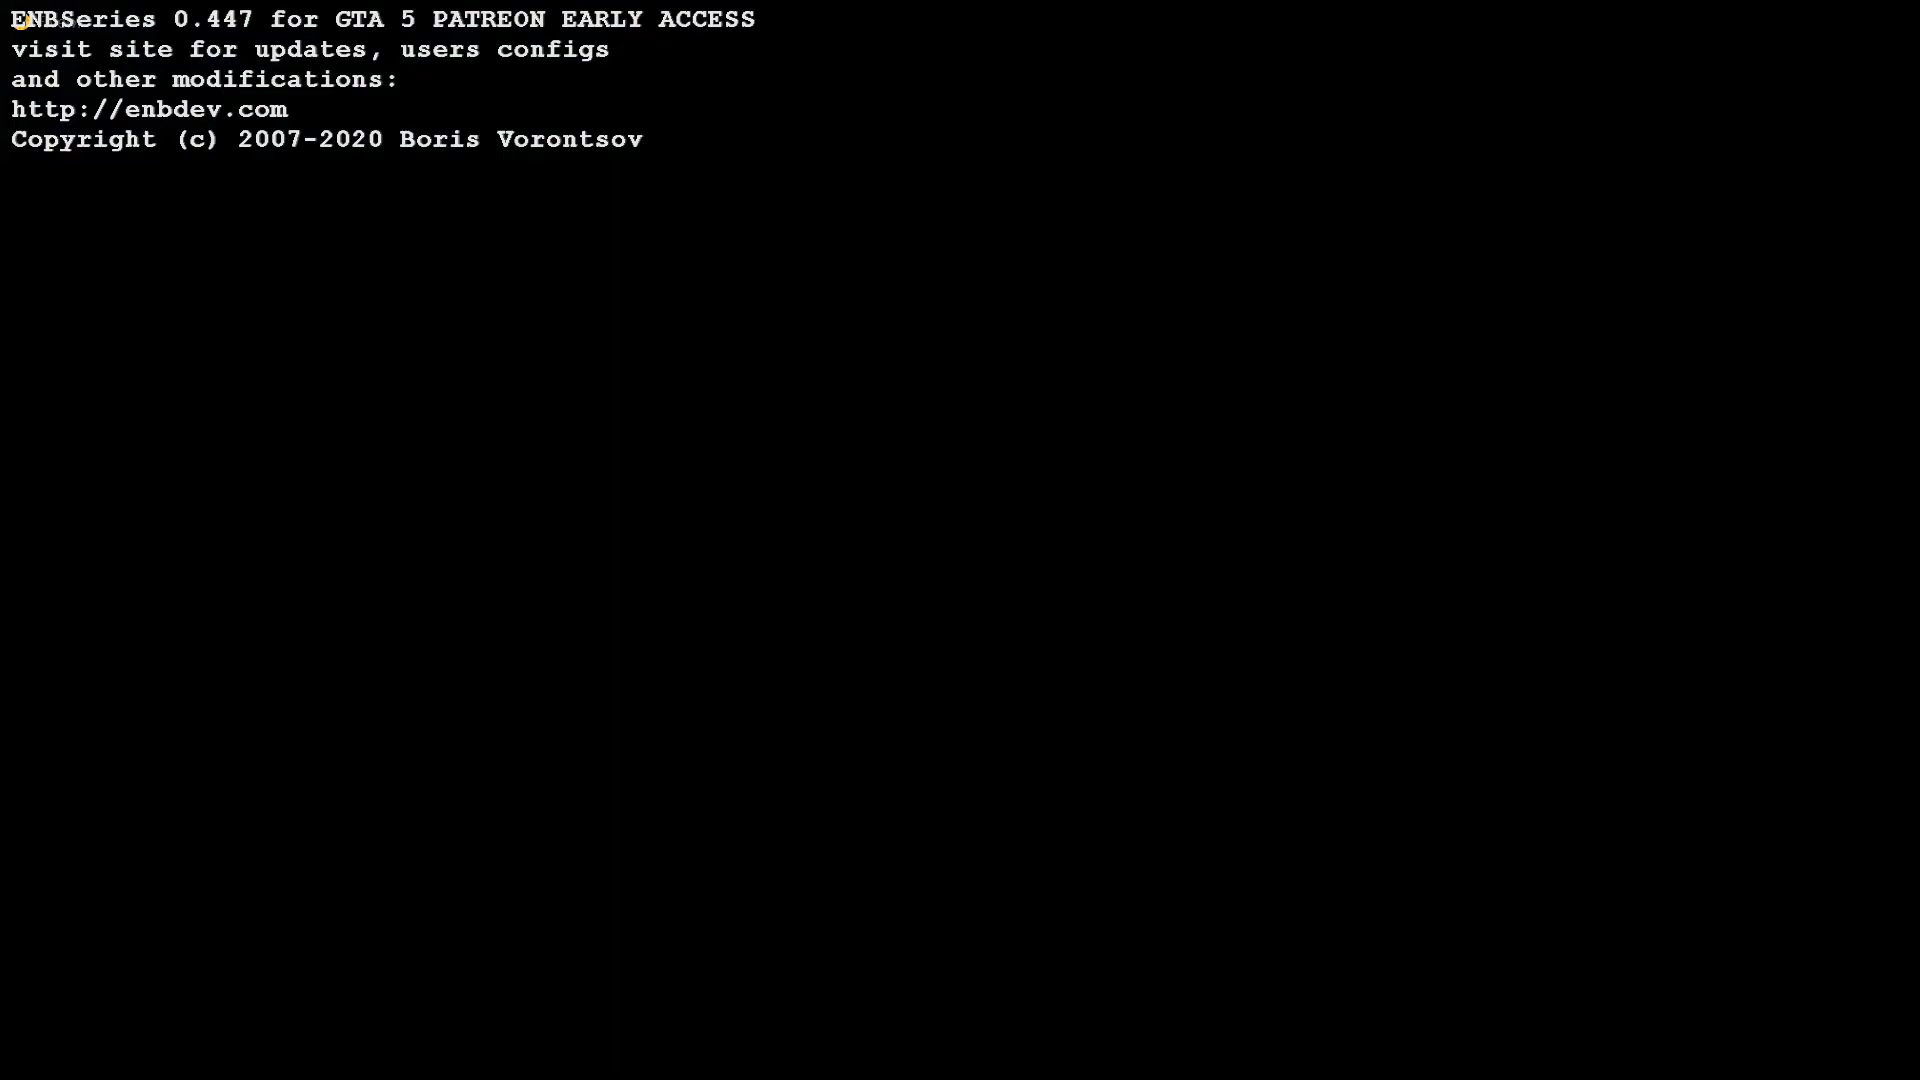 ENBSeries 0.447 for GTA 5 PATREON EARLY ACCESS
visit site for updates, users configs
and other modifications:
http://enbdev.com
Copyright (c) 2007-2020 Boris Vorontsov